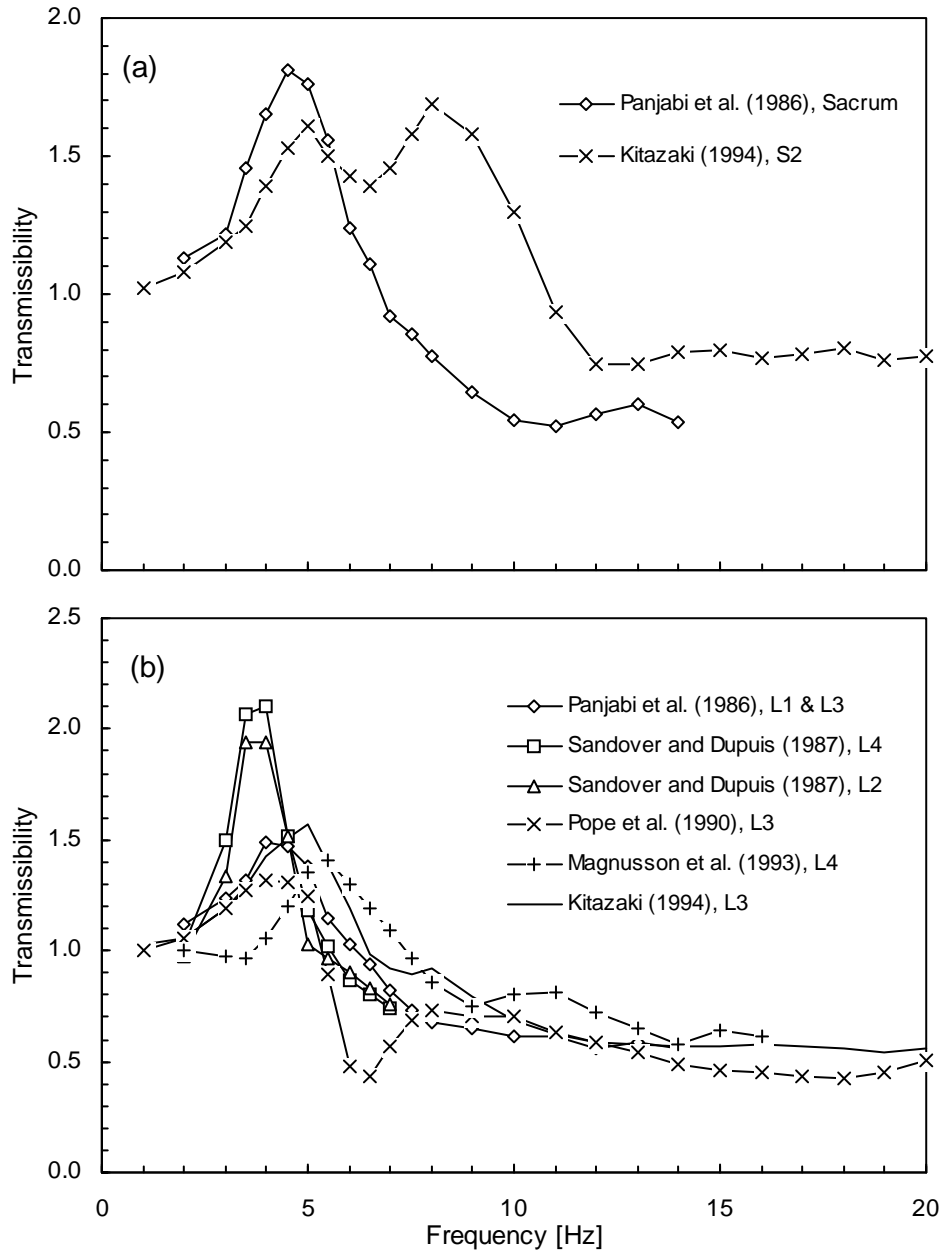 2.0
(a)
Panjabi et al. (1986), Sacrum
Kitazaki (1994), S2
1.5
1.0
0.5
0.0
Transmissibility
2.5
(b)
Panjabi et al. (1986), L1 & L3
Sandover and Dupuis (1987), L4
Sandover and Dupuis (1987), L2
Pope et al. (1990), L3
Magnusson et al. (1993), L4
Kitazaki (1994), L3
2.0
1.5
1.0
0.5
0.0
Transmissibility
0 5 10 15 20
Frequency [Hz]